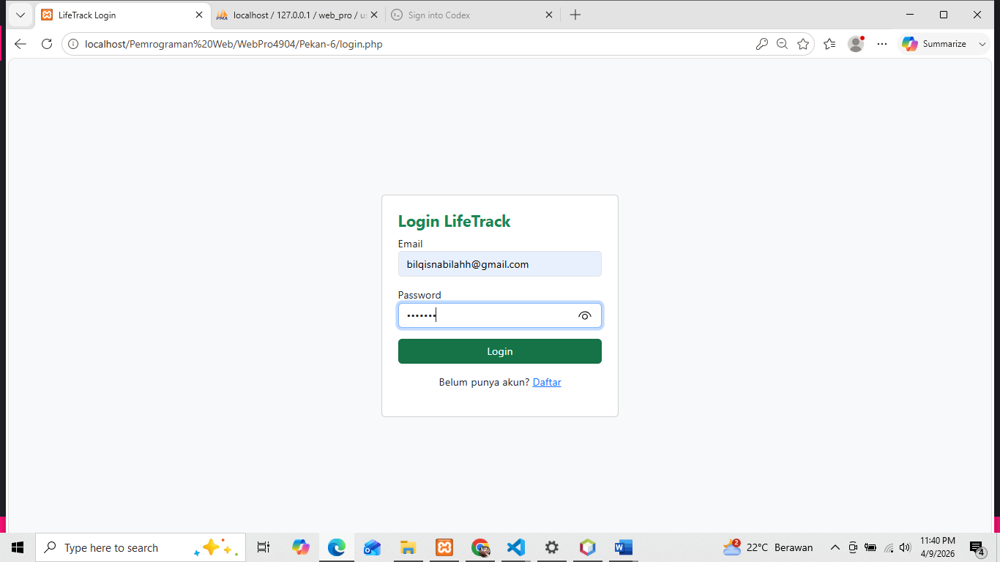 LifeTrack Login
localhost / 127.0.0.1 / web_pro / us
Sign into Codex
localhost/Pemrograman%20Web/WebPro4904/Pekan-6/login.php
Summarize
Login LifeTrack
Email
bilqisnabilahh@gmail.com
Password
•••••••
Login
Belum punya akun? Daftar
Type here to search
2
22°C Berawan
11:40 PM
4/9/2026
4